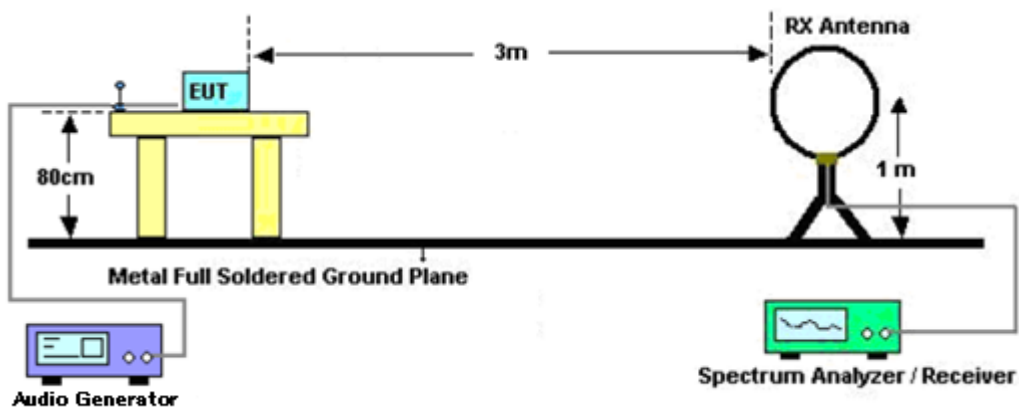 RX Antenna
3m
EUT
80cm
1 m
Metal Full Soldered Ground Plane
Spectrum Analyzer / Receiver
Audio Generator